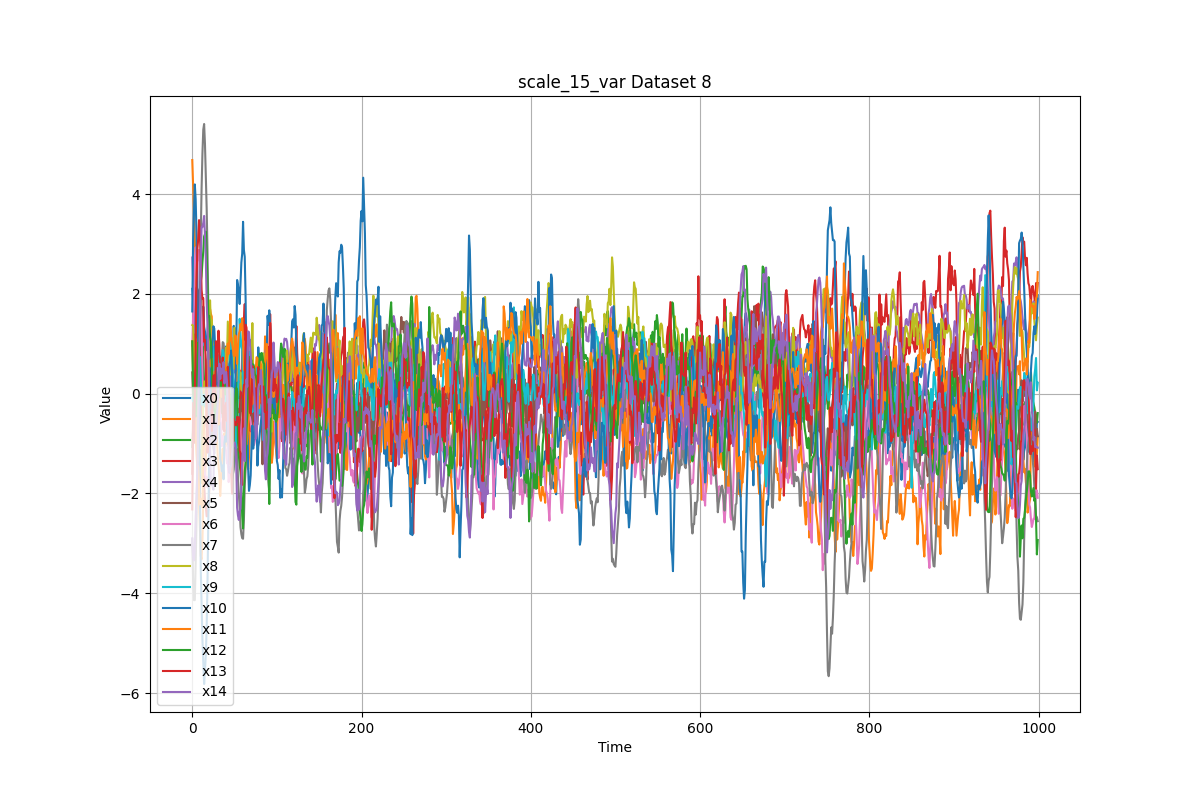 scale_15_var Dataset 8
Value
4
2
0
−2
−4
−6
x0
x1
x2
x3
x4
x5
x6
x7
x8
x9
x10
x11
x12
x13
x14
0
200
400
600
800
1000
Time